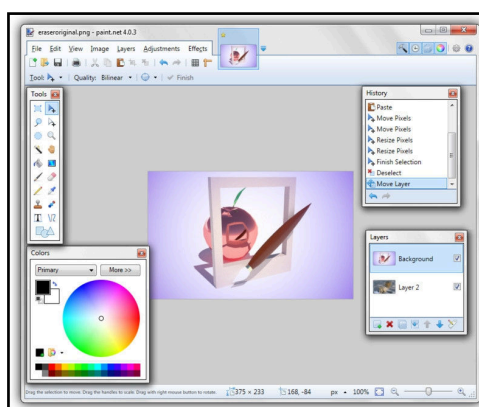 eraseroriginal.png - paint.net 4.0.3
File Edit View Image Layers Adjustments Effects
Tool: Quality: Bilinear Finish
Tools
History
Paste
Move Pixels
Move Pixels
Resize Pixels
Resize Pixels
Finish Selection
Deselect
Move Layer
Layers
Background
Layer 2
Colors
Primary More >>
Drag the selection to move. Drag the handles to scale. Drag with right mouse button to rotate. 375 × 233 168, -84 px 100%